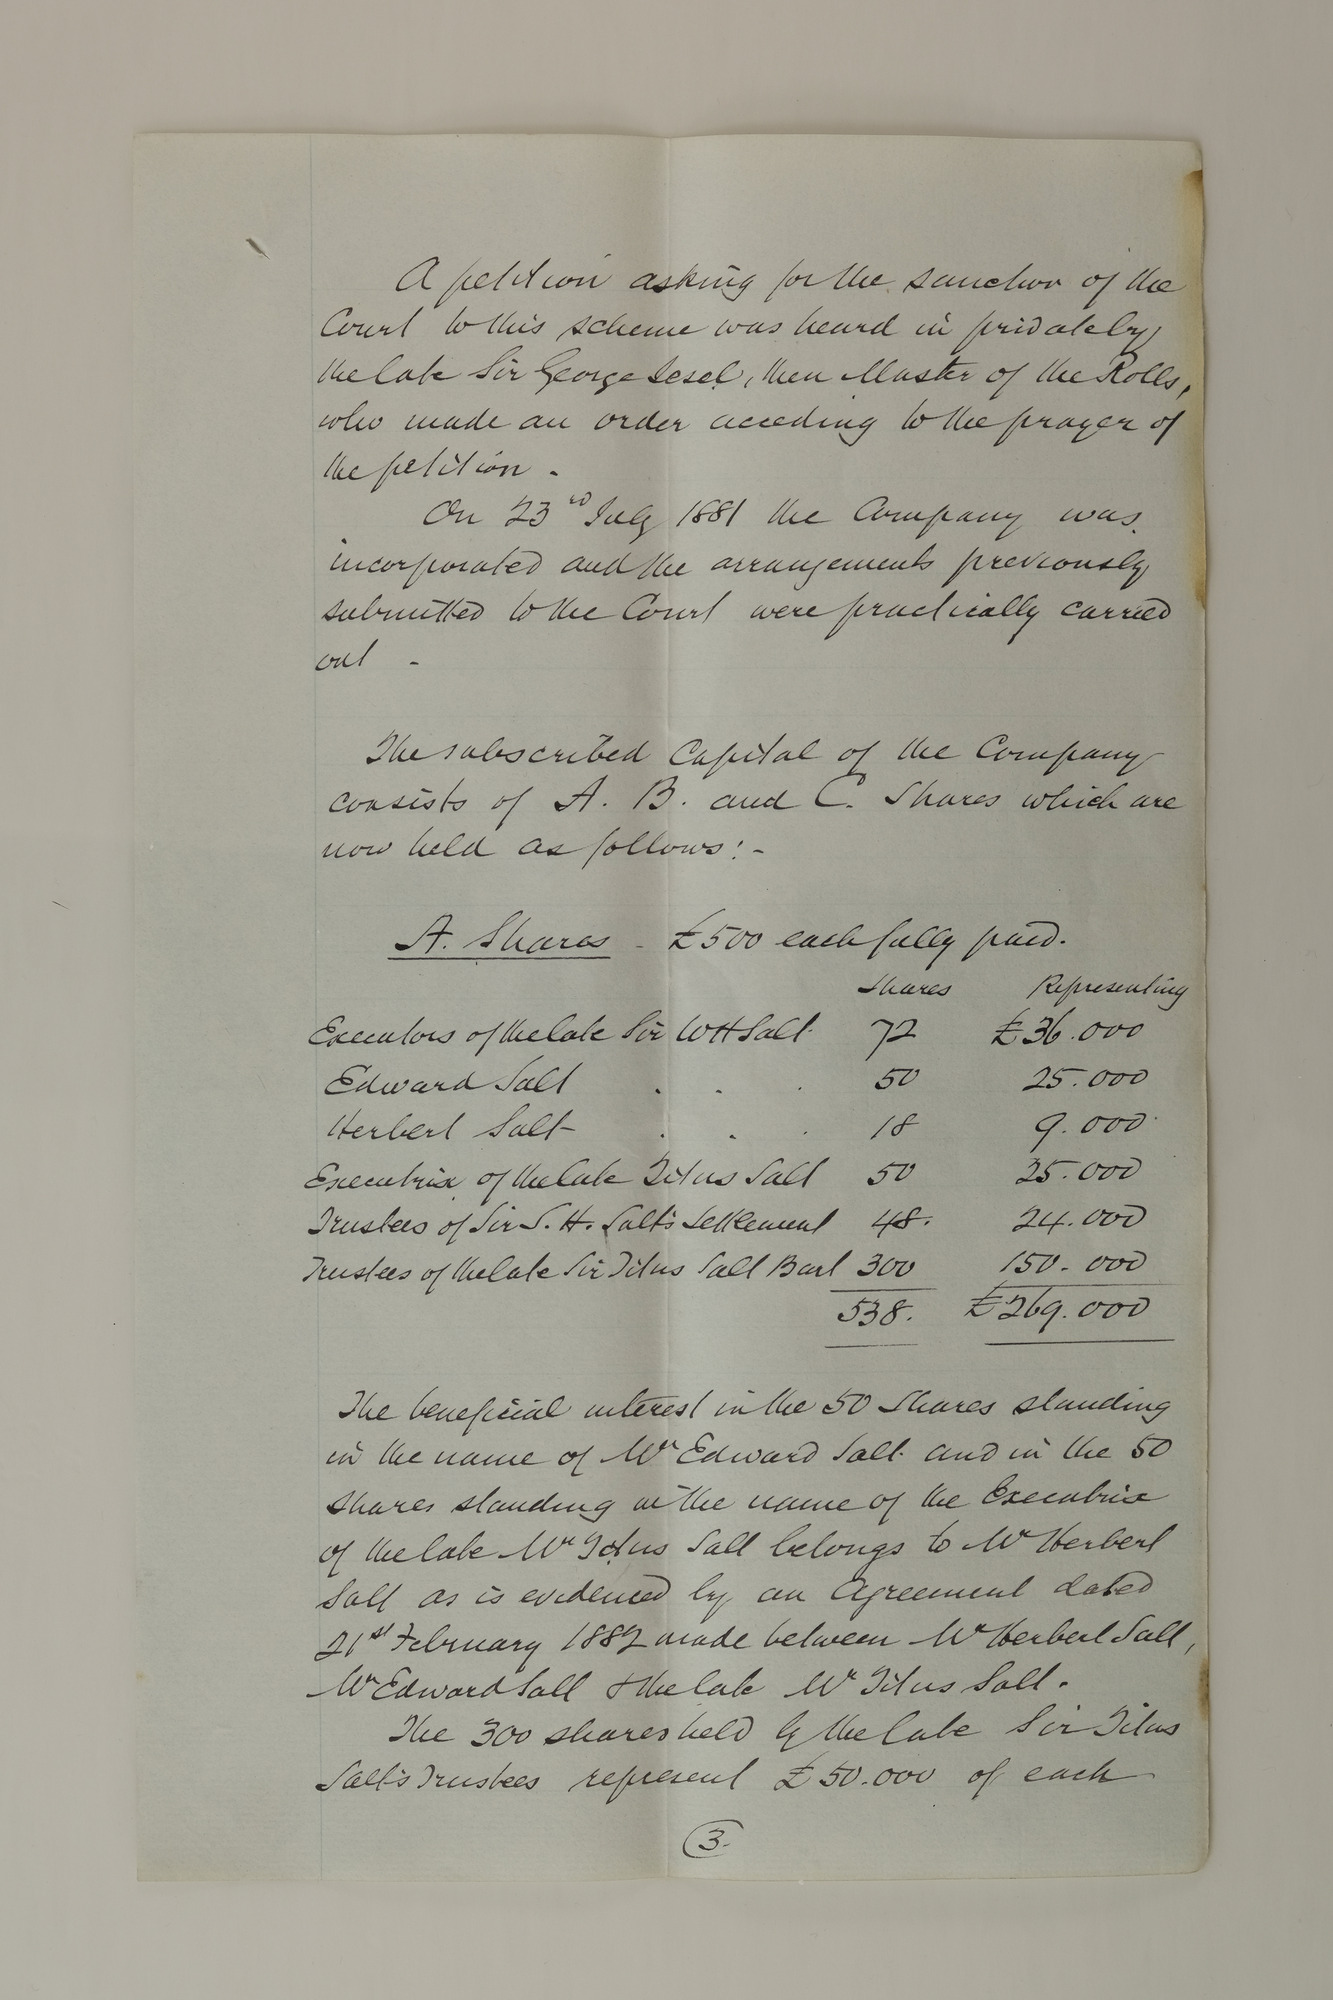 A petition asking for the sanction of the
Court to this scheme was heard in private by
the late Sir George Jesel, then Master of the Rolls,
who made an order acceding to the prayer of
the petition .
On 23rd July 1881 the Company was
incorporated and the arrangements previously
submitted to the Court were practically carried
out -
The subscribed Capital of the Company
consists of A. B. and C. Shares which are
now held as follows:-
A. Shares - £500 each fully paid.
Shares Representing
Executors of the late Sir W H Salt 72 £36.000
Edward Salt . . . 50 25.000
Herbert Salt . . . 18 9.000
Executrix of the late Titus Salt 50 25.000
Trustees of Sir S. H. Salt's Settlement 48. 24.000
Trustees of the late Sir Titus Salt Bart 300 150.000
538. £269.000
The beneficial interest in the 50 Shares standing
in the name of Mr Edward Salt and in the 50
shares standing in the name of the Executrix
of the late Mr Titus Salt belongs to Mr Herbert
Salt as is evidenced by an Agreement dated
21st February 1882 made between Mr Herbert Salt,
Mr Edward Salt & the late Mr Titus Salt.
The 300 shares held by the late Sir Titus
Salt's Trustees represent £50.000 of each
3.